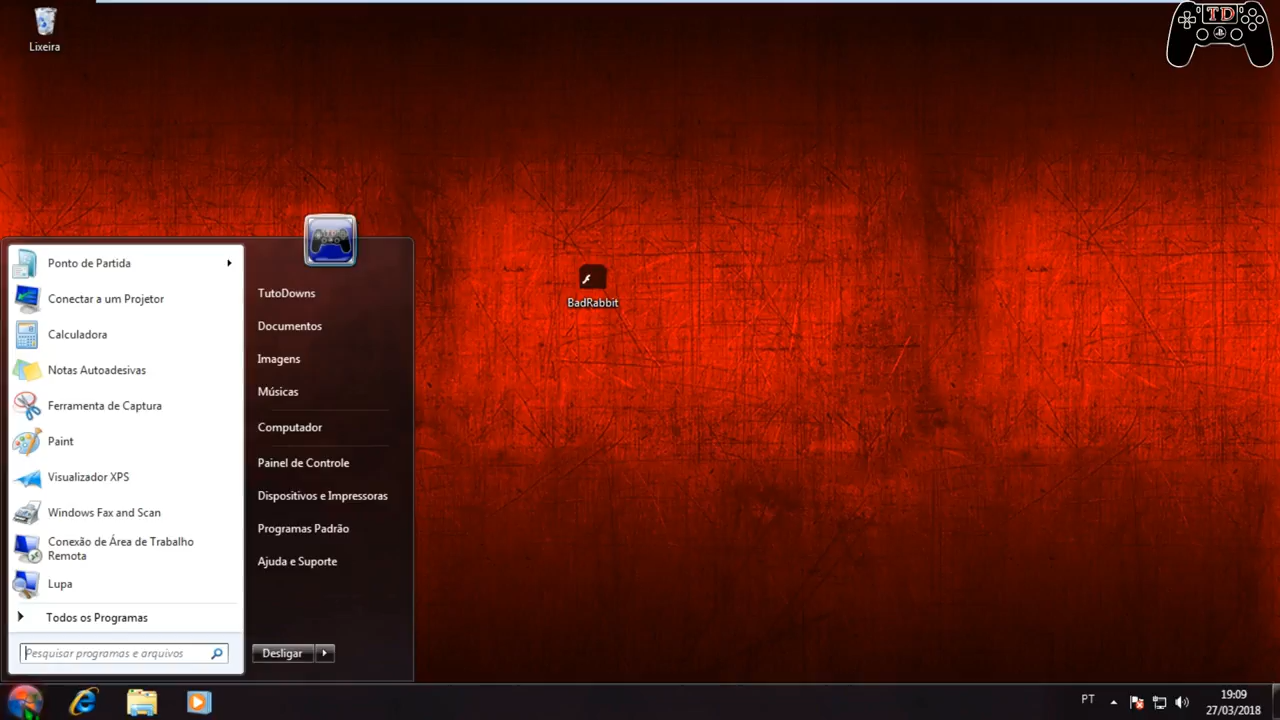 TD
Lixeira
BadRabbit
Ponto de Partida
Conectar a um Projetor
Calculadora
Notas Autoadesivas
Ferramenta de Captura
Paint
Visualizador XPS
Windows Fax and Scan
Conexão de Área de Trabalho
Remota
Lupa
Todos os Programas
Pesquisar programas e arquivos
TutoDowns
Documentos
Imagens
Músicas
Computador
Painel de Controle
Dispositivos e Impressoras
Programas Padrão
Ajuda e Suporte
Desligar
PT
19:09
27/03/2018